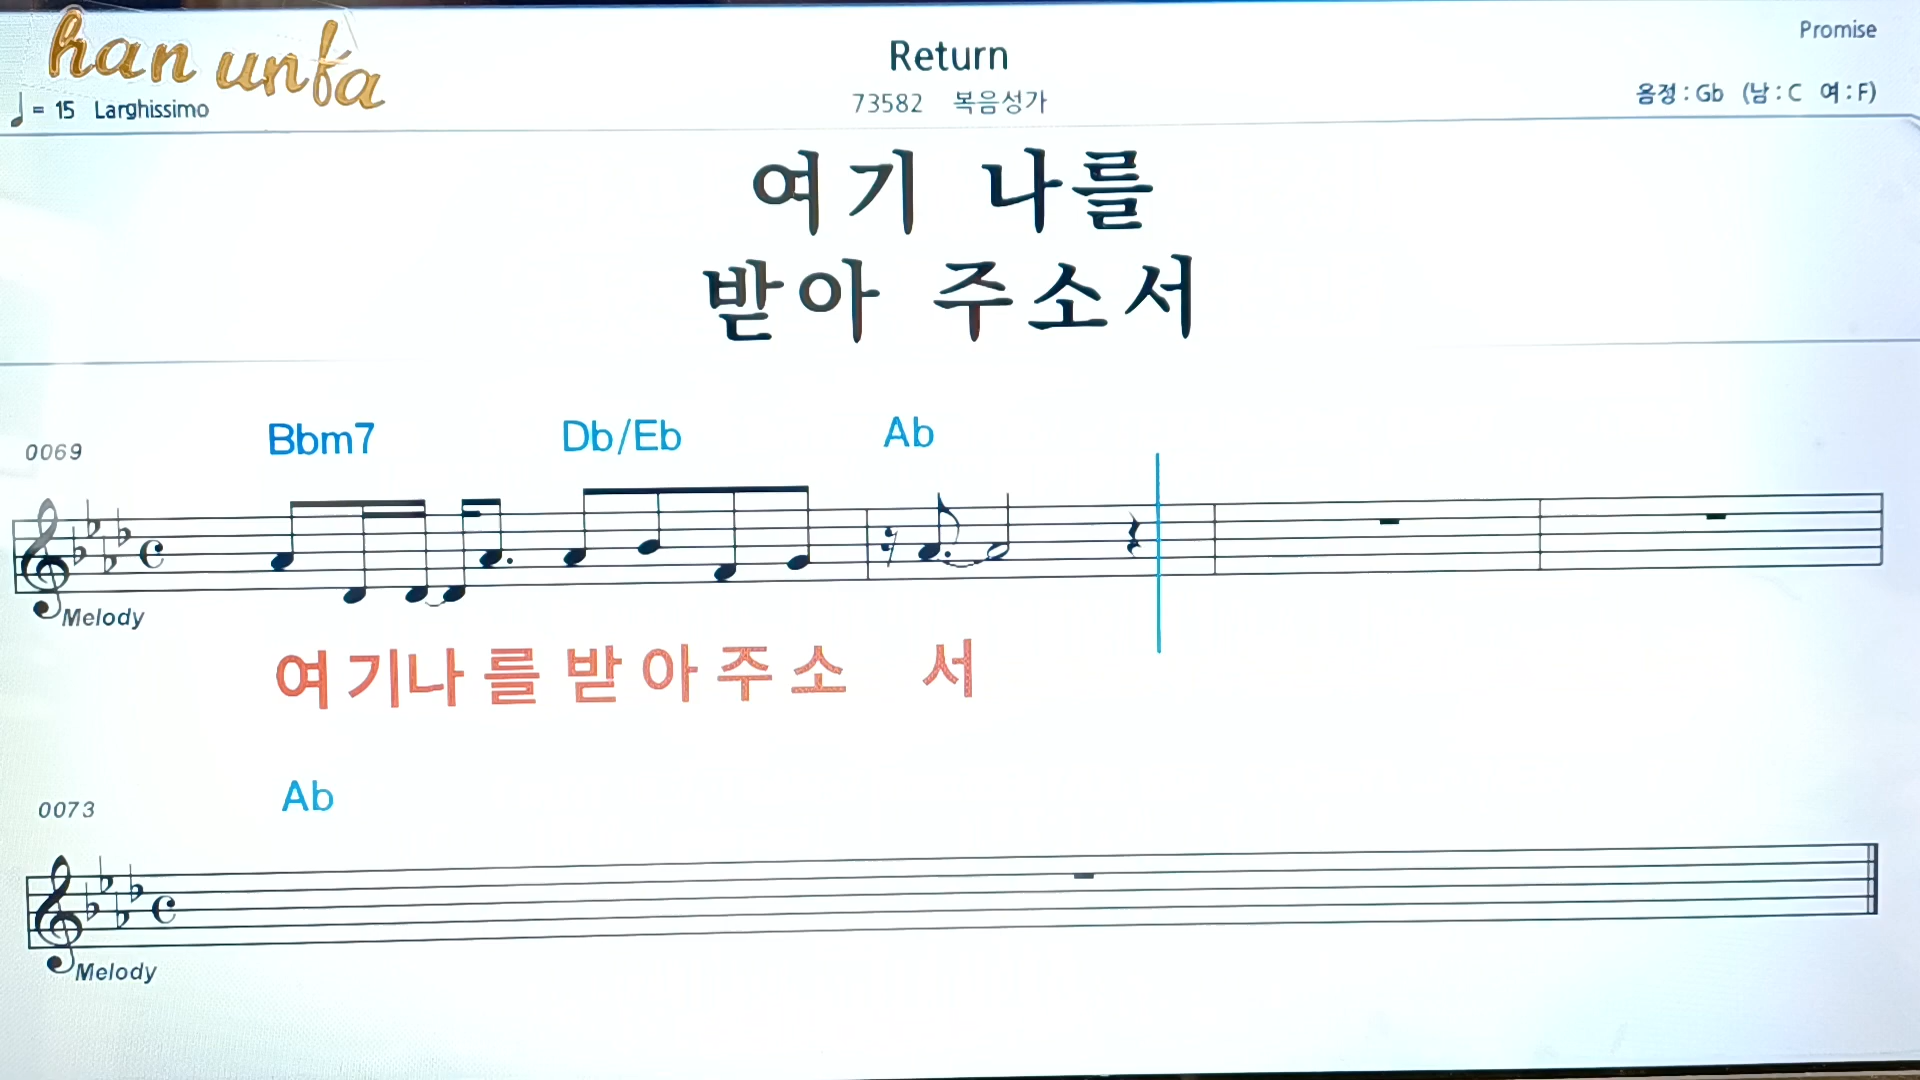 han unfa
Return
Promise
♩ = 15 Larghissimo
73582 복음성가
음정 : Gb (남 : C 여 : F)
여기 나를
받아 주소서
0069
Bbm7 Db/Eb Ab
Melody
여 기나 를 받 아 주 소 서
0073
Ab
Melody